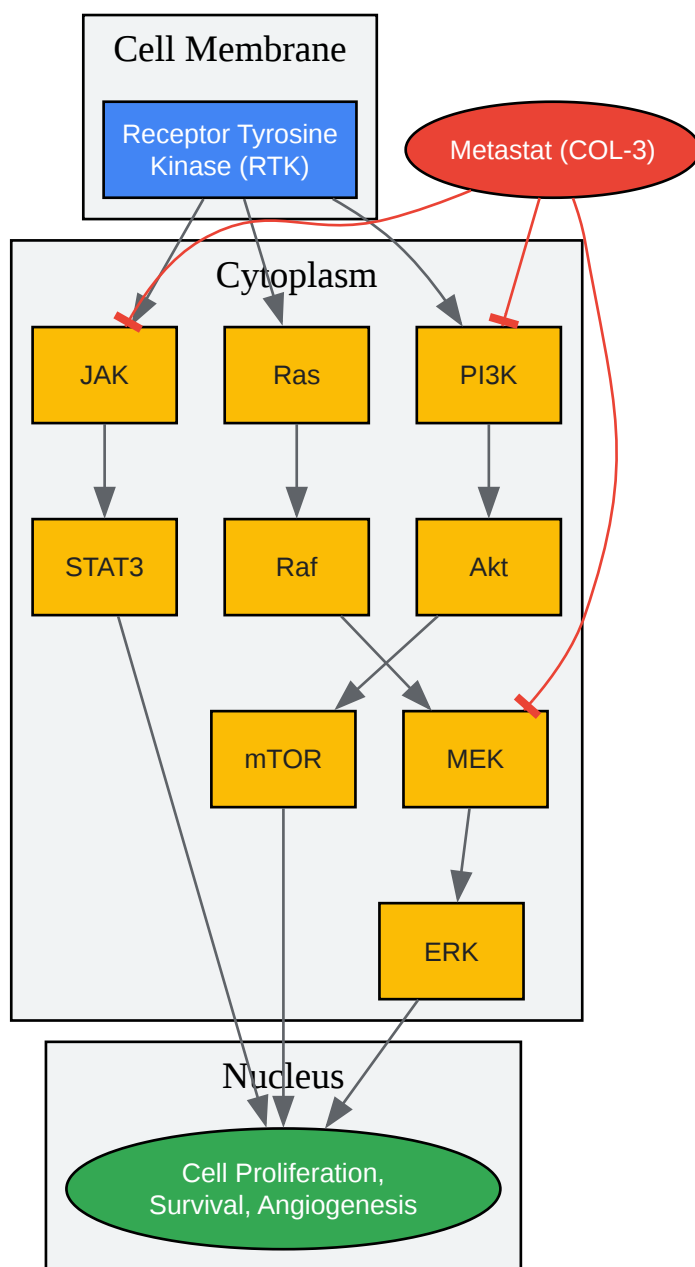 Cell Membrane
Receptor Tyrosine
Kinase (RTK)
Metastat (COL-3)
Cytoplasm
JAK
Ras
PI3K
STAT3
Raf
Akt
mTOR
MEK
ERK
Nucleus
Cell Proliferation,
Survival, Angiogenesis